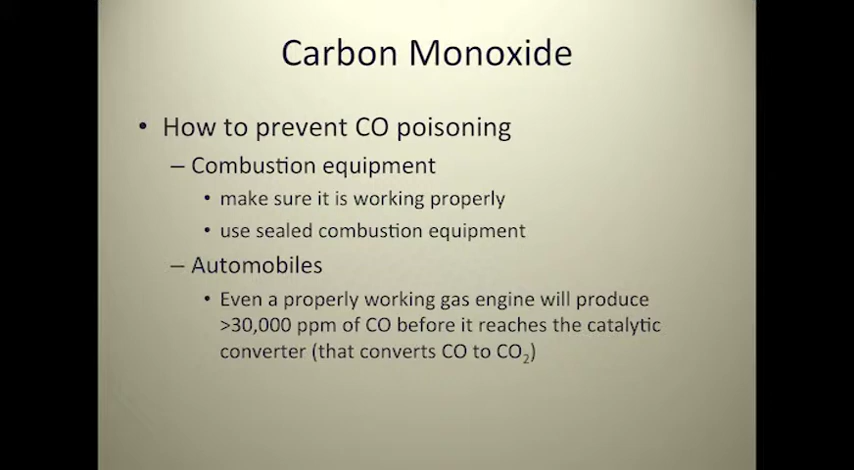 Carbon Monoxide
• How to prevent CO poisoning
– Combustion equipment
• make sure it is working properly
• use sealed combustion equipment
– Automobiles
• Even a properly working gas engine will produce
>30,000 ppm of CO before it reaches the catalytic
converter (that converts CO to CO₂)